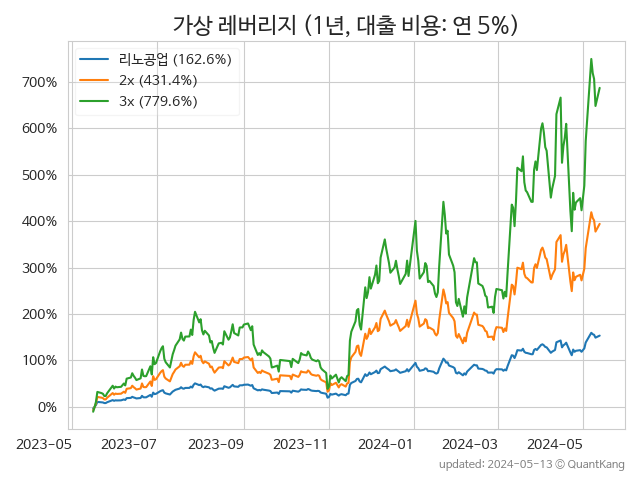 가상 레버리지 (1년, 대출 비용: 연 5%)
리노공업 (162.6%)
2x (431.4%)
3x (779.6%)
700%
600%
500%
400%
300%
200%
100%
0%
2023-05 2023-07 2023-09 2023-11 2024-01 2024-03 2024-05
updated: 2024-05-13 © QuantKang